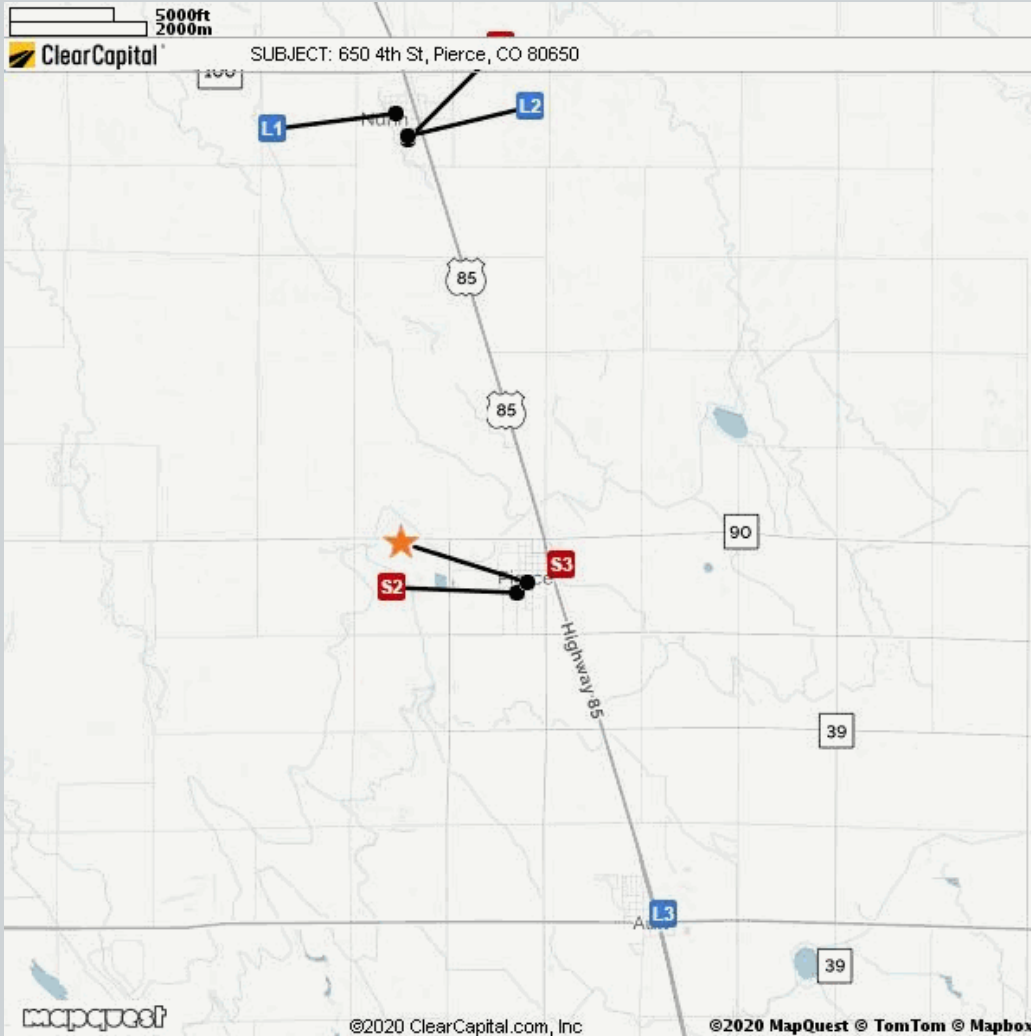 5000ft
2000m
ClearCapital
SUBJECT: 650 4th St, Pierce, CO 80650
L1
L2
Nunn
85
85
90
S3
S2
Highway 85
39
L3
39
mapquest
©2020 ClearCapital.com, Inc
©2020 MapQuest © TomTom © Mapbox